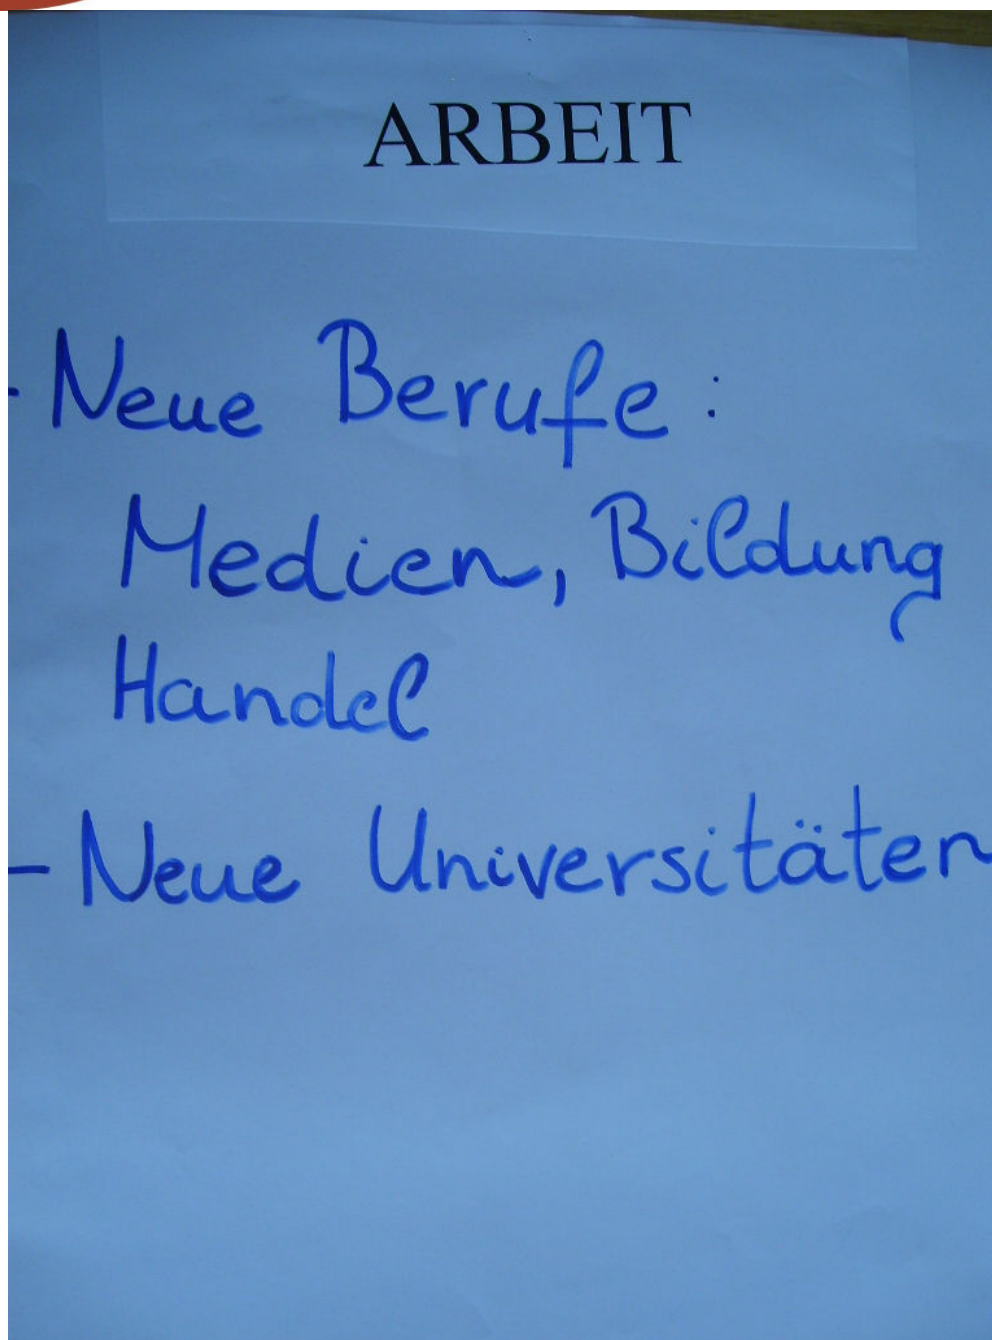 ARBEIT
- Neue Berufe :
Medien, Bildung
Handel
- Neue Universitäten